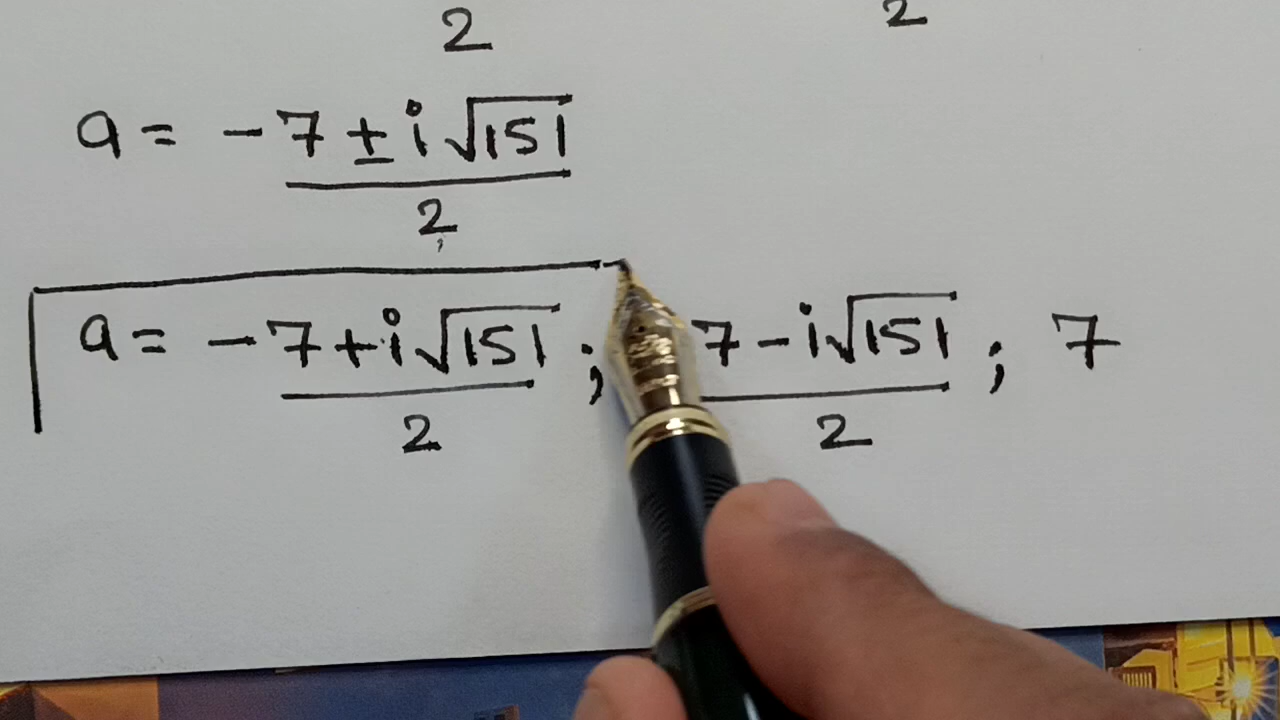 2 2
a = -7 ± i√151
2
a = -7 + i√151 ; 7 - i√151 ; 7
2 2